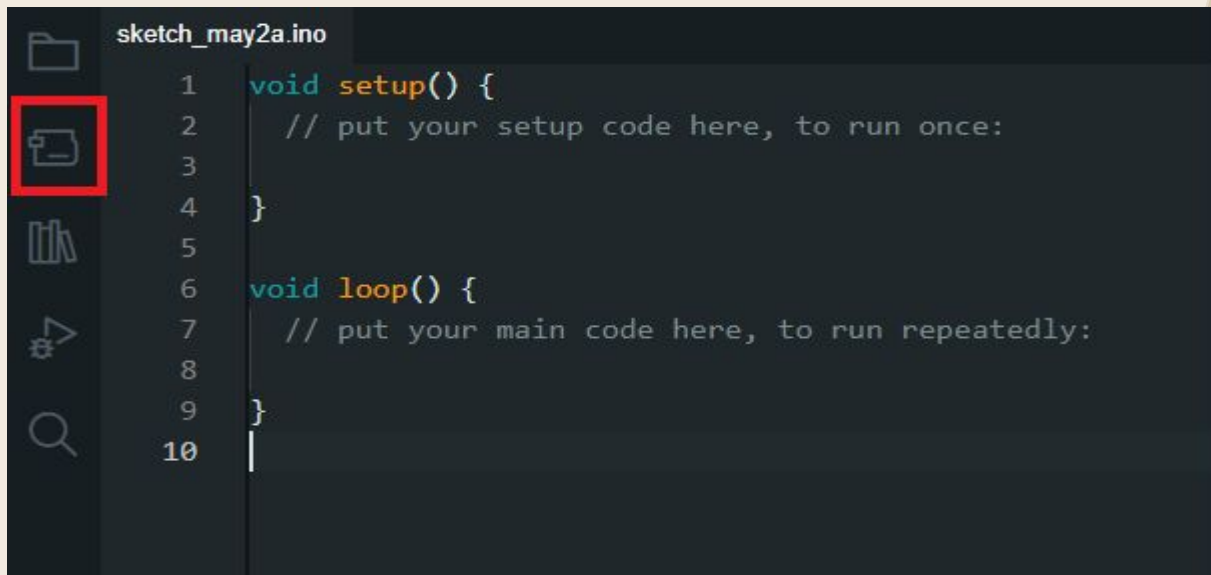 sketch_may2a.ino
1 void setup() {
2 // put your setup code here, to run once:
3
4 }
5
6 void loop() {
7 // put your main code here, to run repeatedly:
8
9 }
10